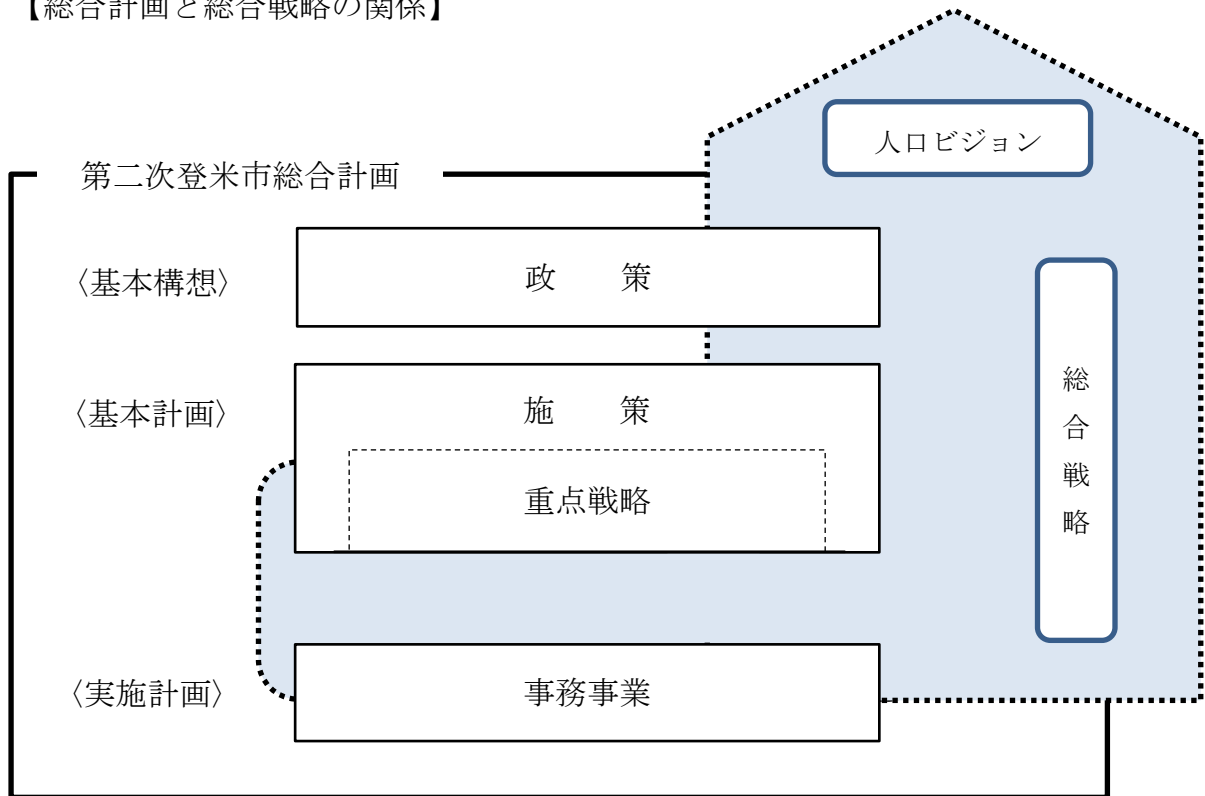 【総合計画と総合戦略の関係】
人口ビジョン
第二次登米市総合計画
〈基本構想〉
政　　策
〈基本計画〉
施　　策
重点戦略
総合戦略
〈実施計画〉
事務事業